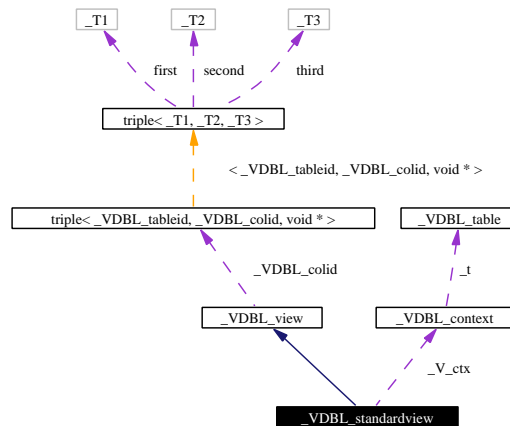 _T1 _T2 _T3
first second third
triple< _T1, _T2, _T3 >
< _VDBL_tableid, _VDBL_colid, void * >
triple< _VDBL_tableid, _VDBL_colid, void * > _VDBL_table
_VDBL_colid _t
_VDBL_view _VDBL_context
_V_ctx
_VDBL_standardview